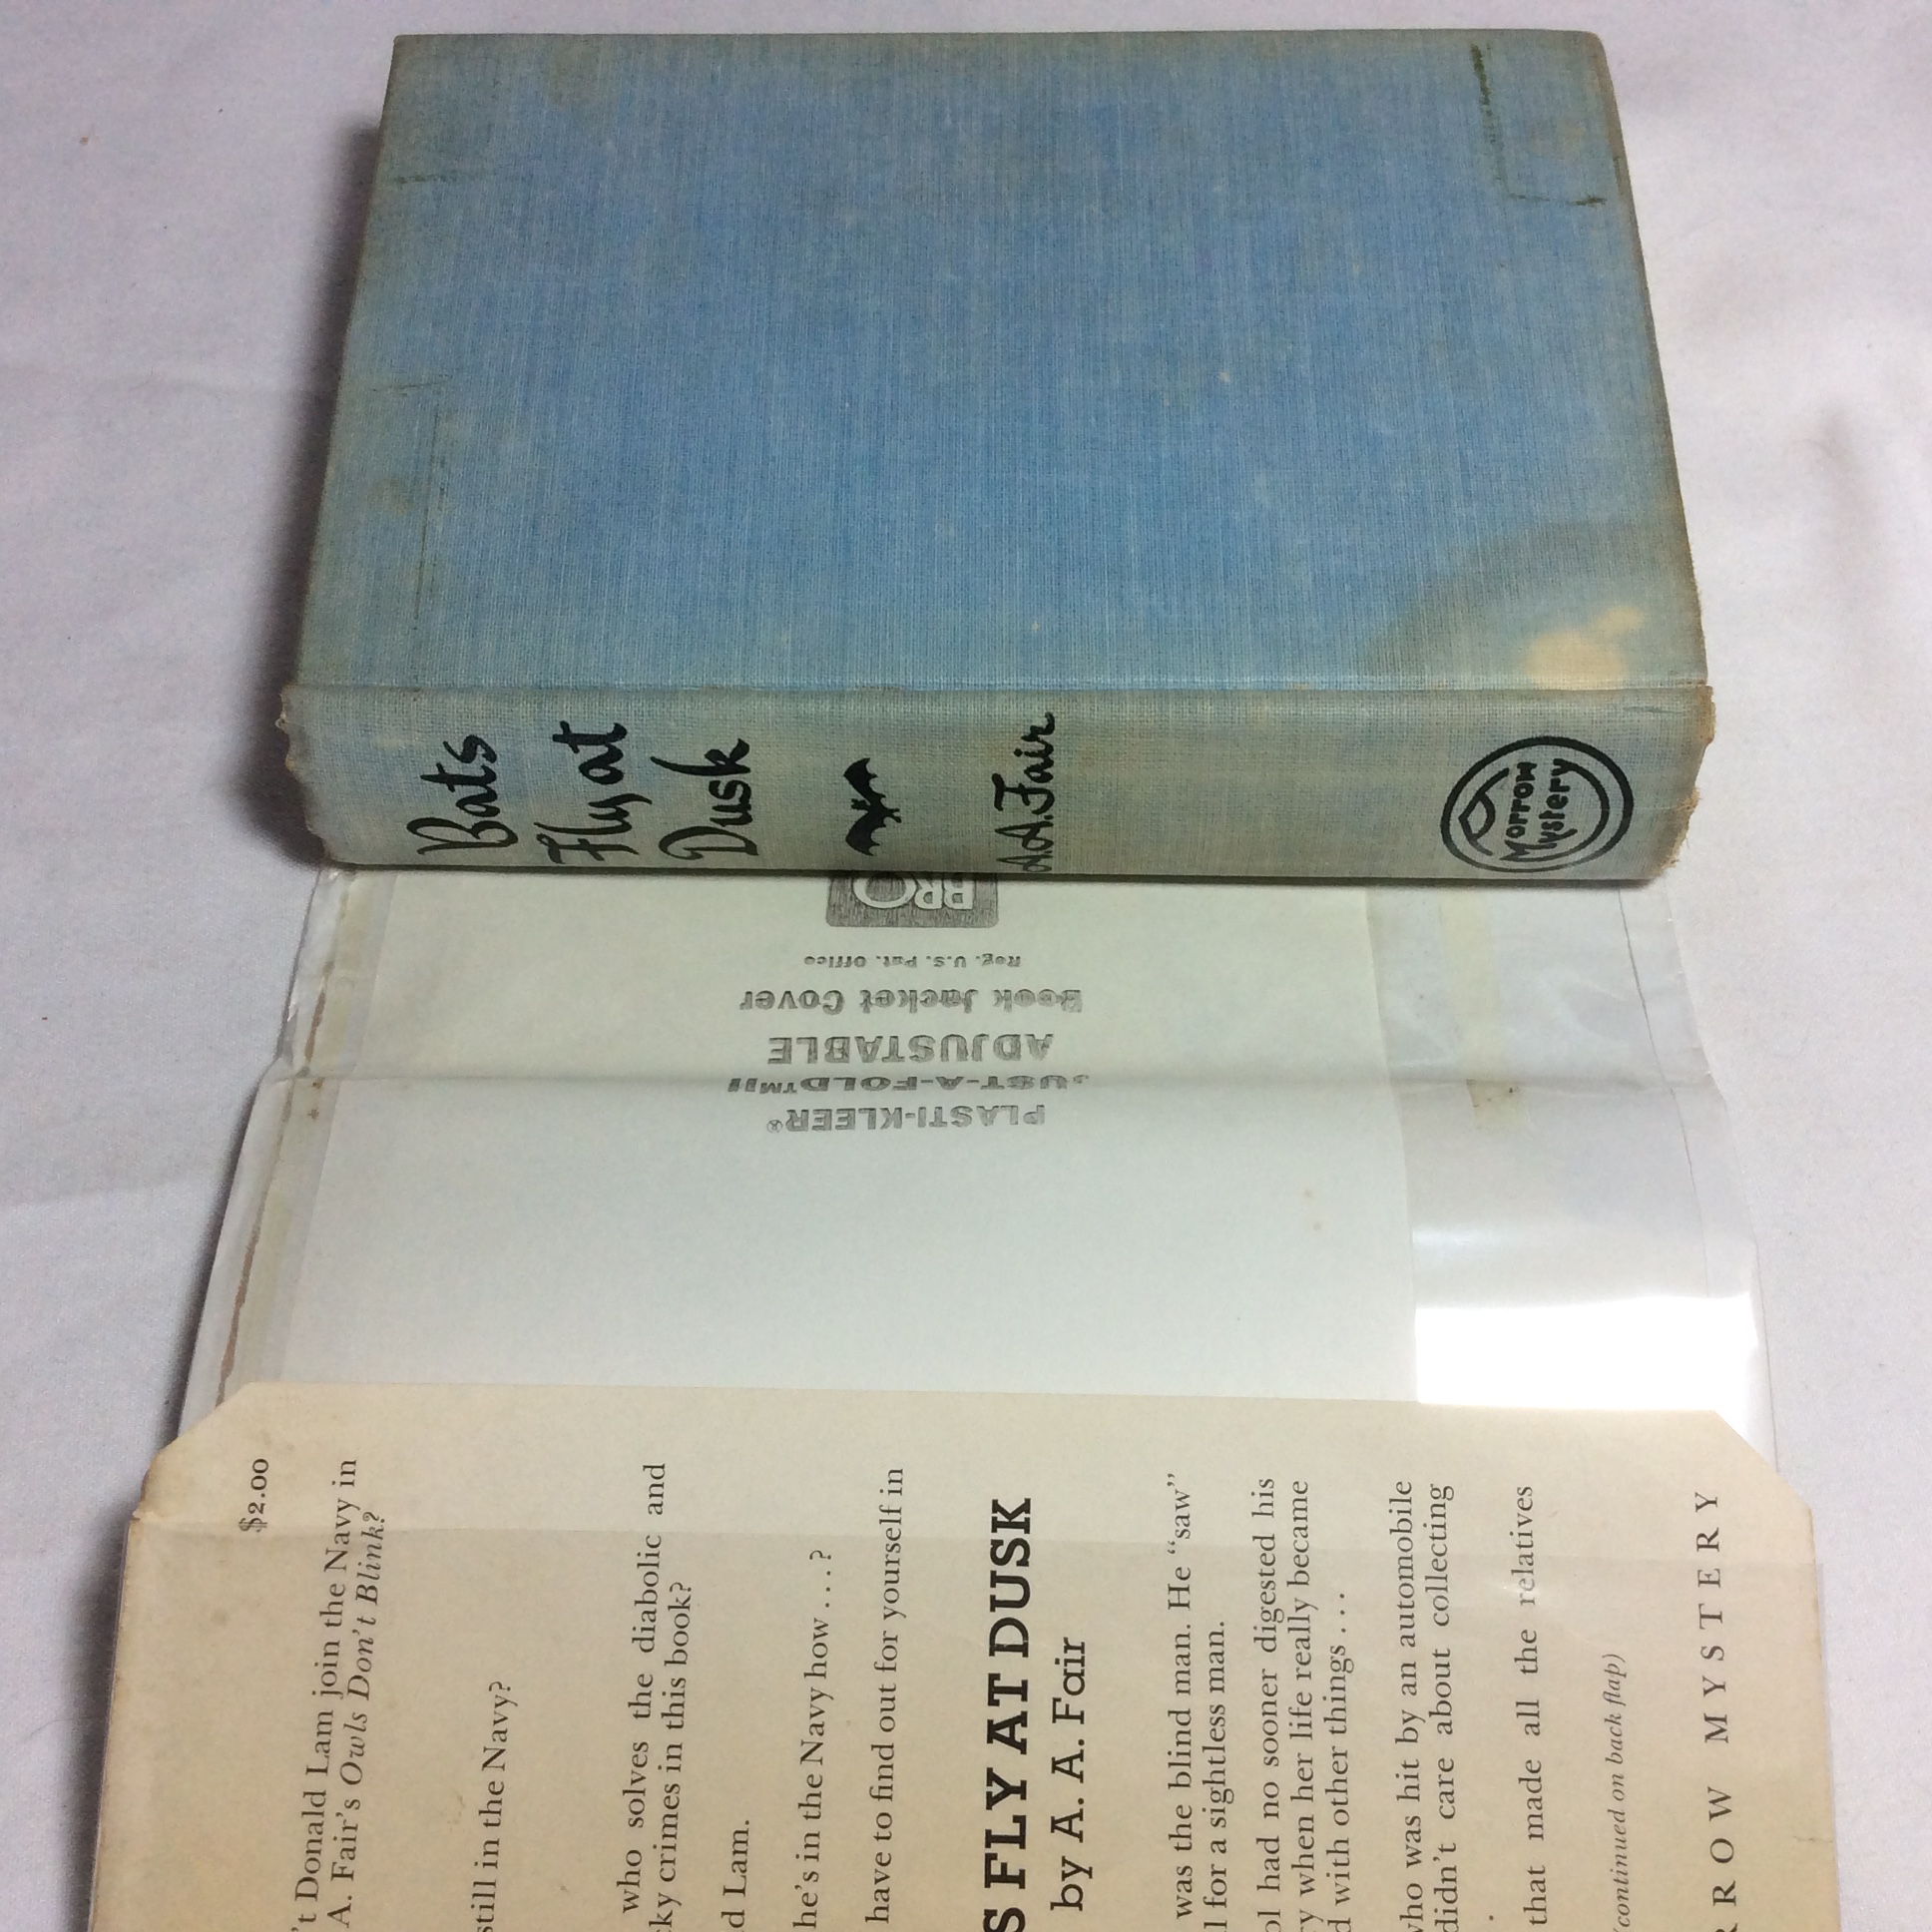 Bats
Fly at
Dusk
A.A. Fair
Morrow
Mystery
BRO
Reg. U.S. Pat. Office
Book Jacket Cover
ADJUSTABLE
JUST-A-FOLD™II
PLASTI-KLEER®
$2.00
't Donald Lam join the Navy in
A. Fair's Owls Don't Blink?
still in the Navy?
who solves the diabolic and
cky crimes in this book?
d Lam.
he's in the Navy how . . . ?
have to find out for yourself in
S FLY AT DUSK
by A. A. Fair
was the blind man. He “saw”
l for a sightless man.
ol had no sooner digested his
ry when her life really became
d with other things . . .
who was hit by an automobile
didn't care about collecting
.
that made all the relatives
(continued on back flap)
ROW MYSTERY